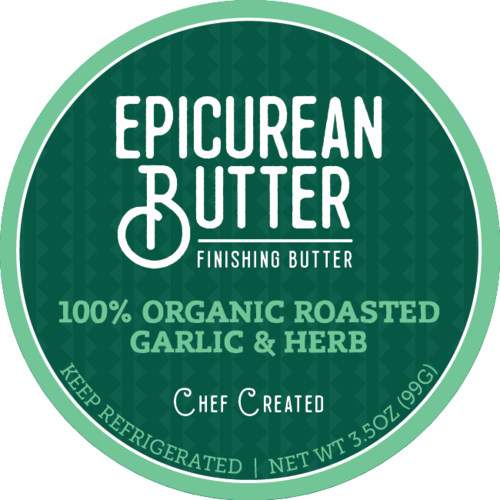 EPICUREAN
BUTTER
FINISHING BUTTER
100% ORGANIC ROASTED
GARLIC & HERB
CHEF CREATED
KEEP REFRIGERATED | NET WT 3.5OZ (99G)